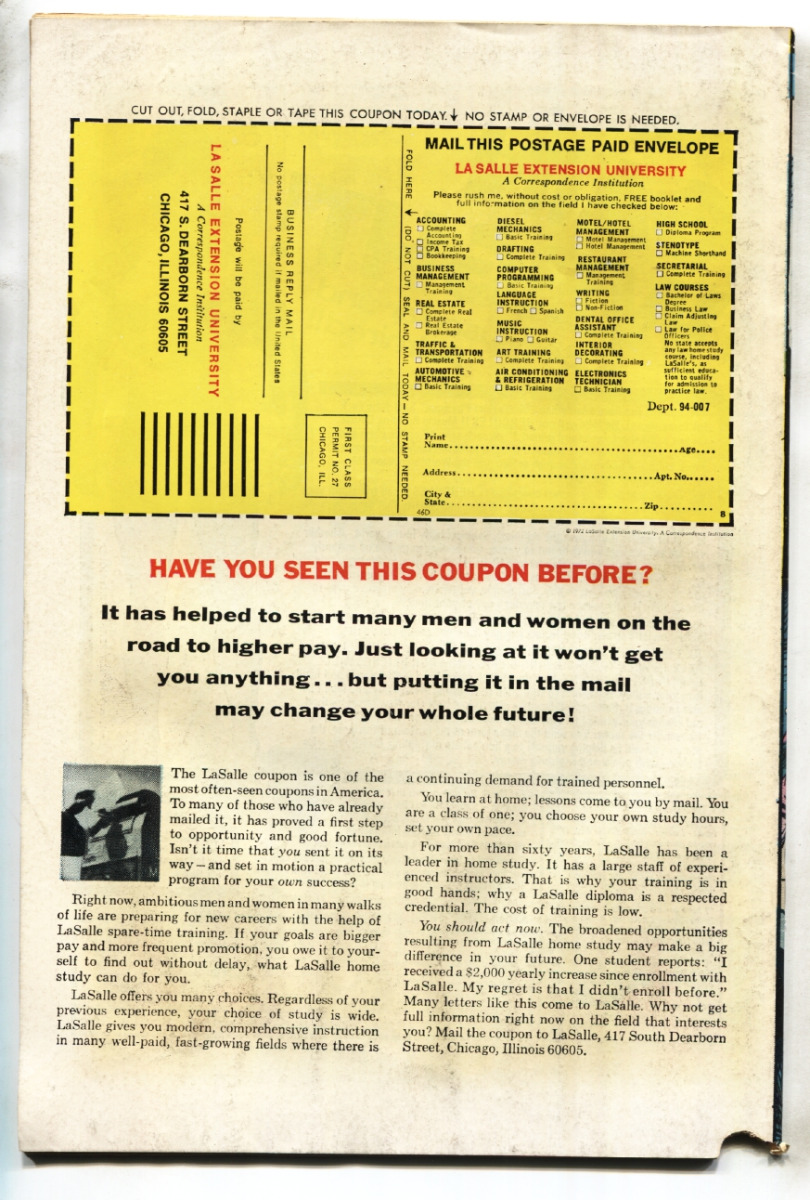 CUT OUT, FOLD, STAPLE OR TAPE THIS COUPON TODAY. ↓ NO STAMP OR ENVELOPE IS NEEDED.
LA SALLE EXTENSION UNIVERSITY
A Correspondence Institution
417 S. DEARBORN STREET
CHICAGO, ILLINOIS 60605
Postage will be paid by
BUSINESS REPLY MAIL
No postage stamp required if mailed in the United States
FIRST CLASS
PERMIT NO. 27
CHICAGO, ILL.
FOLD HERE ← (DO NOT CUT) SEAL AND MAIL TODAY — NO STAMP NEEDED.
MAIL THIS POSTAGE PAID ENVELOPE
LA SALLE EXTENSION UNIVERSITY
A Correspondence Institution
Please rush me, without cost or obligation, FREE booklet and
full information on the field I have checked below:
ACCOUNTING
Complete
Accounting
Income Tax
CPA Training
Bookkeeping
BUSINESS
MANAGEMENT
Management
Training
REAL ESTATE
Complete Real
Estate
Real Estate
Brokerage
TRAFFIC &
TRANSPORTATION
Complete Training
AUTOMOTIVE
MECHANICS
Basic Training
DIESEL
MECHANICS
Basic Training
DRAFTING
Complete Training
COMPUTER
PROGRAMMING
Basic Training
LANGUAGE
INSTRUCTION
French Spanish
MUSIC
INSTRUCTION
Piano Guitar
ART TRAINING
Complete Training
AIR CONDITIONING
& REFRIGERATION
Basic Training
MOTEL/HOTEL
MANAGEMENT
Motel Management
Hotel Management
RESTAURANT
MANAGEMENT
Management
Training
WRITING
Fiction
Non-Fiction
DENTAL OFFICE
ASSISTANT
Complete Training
INTERIOR
DECORATING
Complete Training
ELECTRONICS
TECHNICIAN
Basic Training
HIGH SCHOOL
Diploma Program
STENOTYPE
Machine Shorthand
SECRETARIAL
Complete Training
LAW COURSES
Bachelor of Laws
Degree
Business Law
Claim Adjusting
Law
Law for Police
Officers
No state accepts
any law home study
course, including
LaSalle's, as
sufficient educa-
tion to qualify
for admission to
practice law.
Dept. 94-007
Print
Name Age
Address Apt. No.
City &
State Zip
46D 8
© 1972 LaSalle Extension University, A Correspondence Institution
HAVE YOU SEEN THIS COUPON BEFORE?
It has helped to start many men and women on the
road to higher pay. Just looking at it won't get
you anything...but putting it in the mail
may change your whole future!
The LaSalle coupon is one of the
most often-seen coupons in America.
To many of those who have already
mailed it, it has proved a first step
to opportunity and good fortune.
Isn't it time that you sent it on its
way — and set in motion a practical
program for your own success?
Right now, ambitious men and women in many walks
of life are preparing for new careers with the help of
LaSalle spare-time training. If your goals are bigger
pay and more frequent promotion, you owe it to your-
self to find out without delay, what LaSalle home
study can do for you.
LaSalle offers you many choices. Regardless of your
previous experience, your choice of study is wide.
LaSalle gives you modern, comprehensive instruction
in many well-paid, fast-growing fields where there is
a continuing demand for trained personnel.
You learn at home; lessons come to you by mail. You
are a class of one; you choose your own study hours,
set your own pace.
For more than sixty years, LaSalle has been a
leader in home study. It has a large staff of experi-
enced instructors. That is why your training is in
good hands; why a LaSalle diploma is a respected
credential. The cost of training is low.
You should act now. The broadened opportunities
resulting from LaSalle home study may make a big
difference in your future. One student reports: "I
received a $2,000 yearly increase since enrollment with
LaSalle. My regret is that I didn't enroll before."
Many letters like this come to LaSalle. Why not get
full information right now on the field that interests
you? Mail the coupon to LaSalle, 417 South Dearborn
Street, Chicago, Illinois 60605.